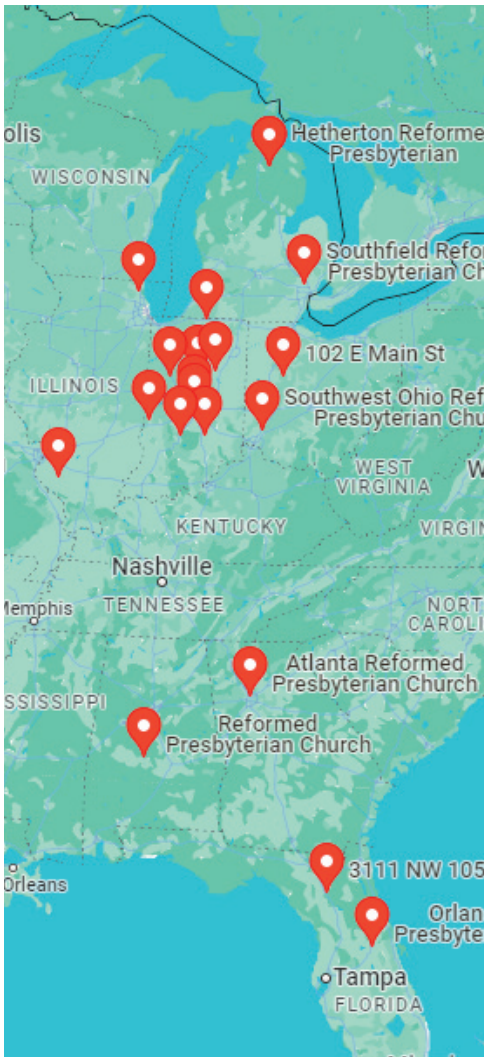 olis
Hetherton Reforme
Presbyterian
WISCONSIN
Southfield Refor
Presbyterian Ch
102 E Main St
ILLINOIS
Southwest Ohio Ref
Presbyterian Chu
WEST
VIRGINIA
W
KENTUCKY
VIRGIN
Nashville
Memphis
TENNESSEE
NORT
CAROLI
Atlanta Reformed
Presbyterian Church
SSISSIPPI
Reformed
Presbyterian Church
3111 NW 105
Orleans
Orlan
Presbyte
Tampa
FLORIDA